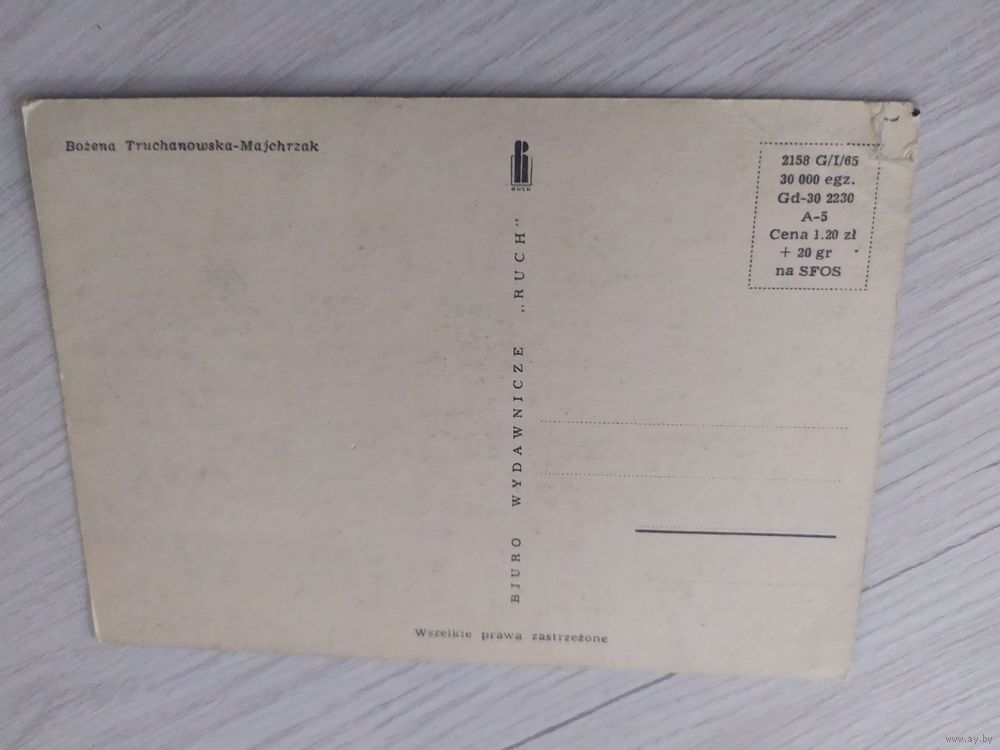 Bożena Truchanowska-Majchrzak
RUCH
BIURO WYDAWNICZE „RUCH”
2158 G/I/65
30 000 egz.
Gd-30 2230
A-5
Cena 1.20 zł
+ 20 gr
na SFOS
Wszelkie prawa zastrzeżone
www.ay.by